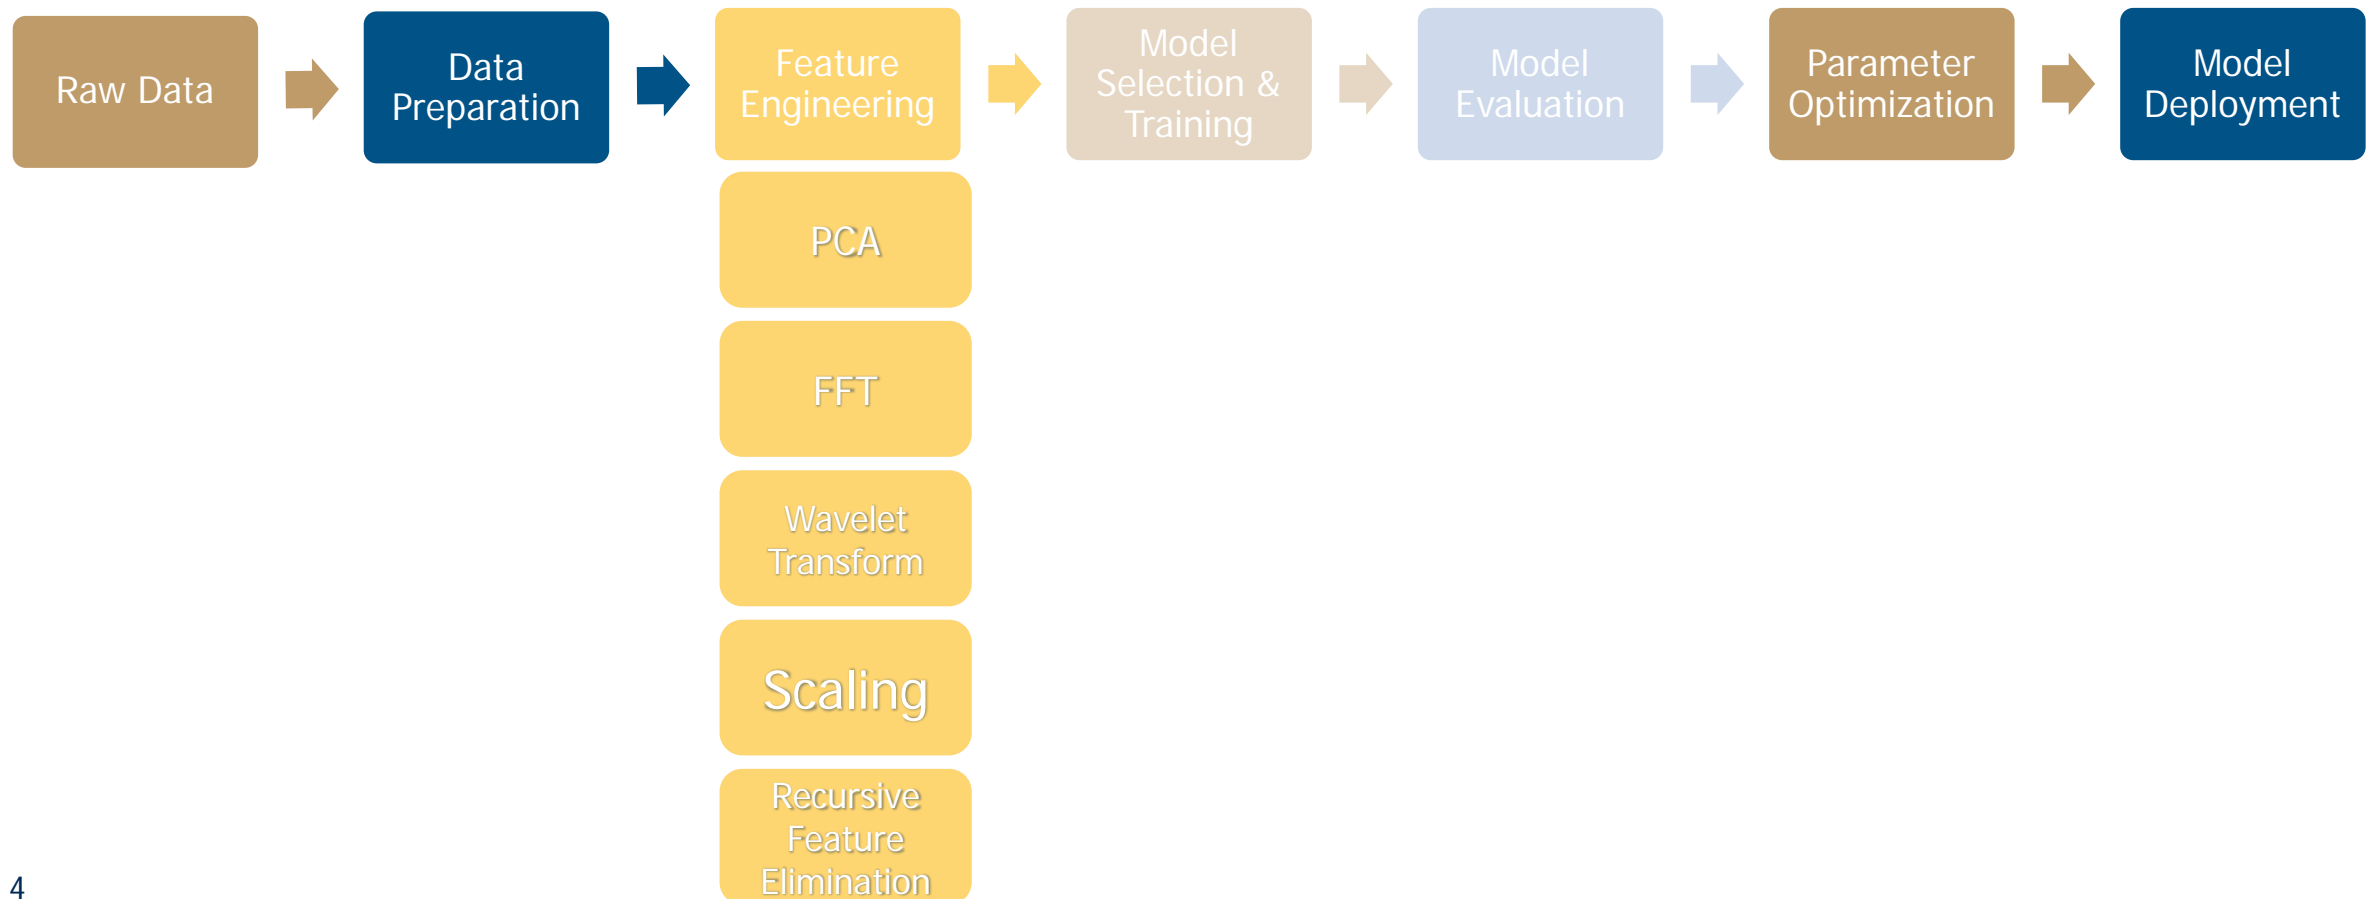 Raw Data
Data
Preparation
Feature
Engineering
Model
Selection &
Training
Model
Evaluation
Parameter
Optimization
Model
Deployment
PCA
FFT
Wavelet
Transform
Scaling
Recursive
Feature
Elimination
4